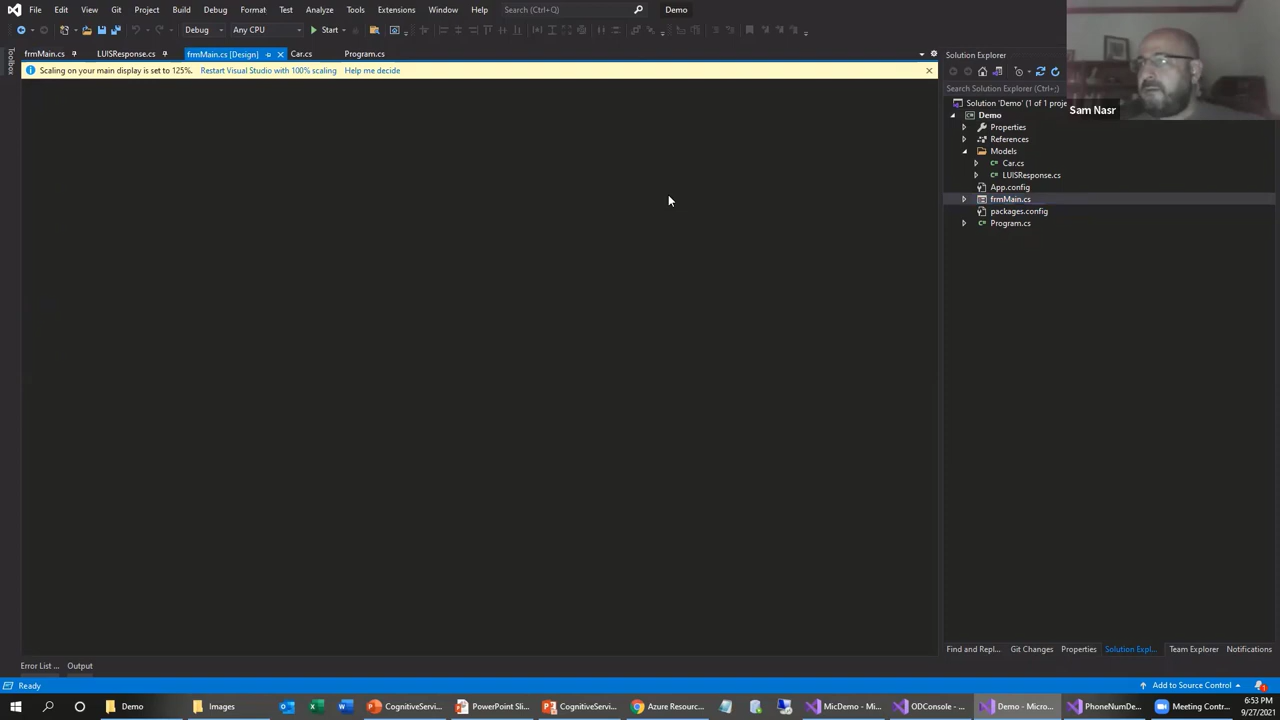 File Edit View Git Project Build Debug Format Test Analyze Tools Extensions Window Help Search (Ctrl+Q) Demo
Debug Any CPU Start
frmMain.cs LUISResponse.cs frmMain.cs [Design] Car.cs Program.cs
Toolbox
Scaling on your main display is set to 125%. Restart Visual Studio with 100% scaling Help me decide
Solution Explorer
Search Solution Explorer (Ctrl+;)
Solution 'Demo' (1 of 1 proje
Sam Nasr
Demo
Properties
References
Models
Car.cs
LUISResponse.cs
App.config
frmMain.cs
packages.config
Program.cs
Find and Repl... Git Changes Properties Solution Expl... Team Explorer Notifications
Error List ... Output
Ready Add to Source Control 1
Demo Images CognitiveServi... PowerPoint Sli... CognitiveServi... Azure Resourc... MicDemo - Mi... ODConsole - ... Demo - Micro... PhoneNumDe... Meeting Contr... 6:53 PM
9/27/2021